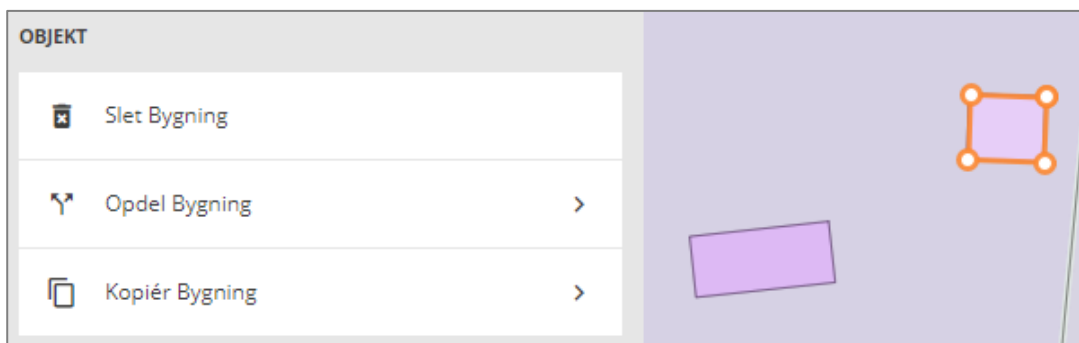 OBJEKT
Slet Bygning
Opdel Bygning
Kopiér Bygning